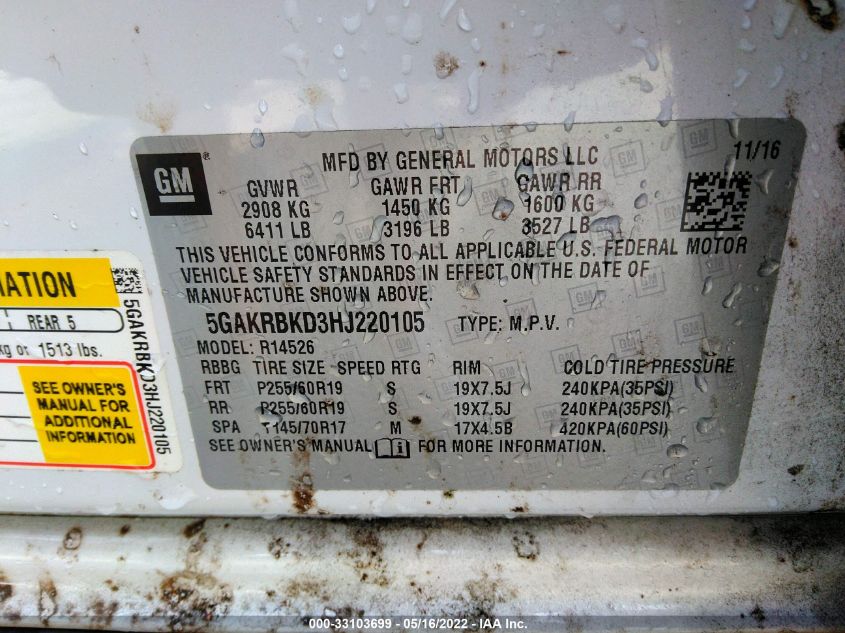 GM
MFD BY GENERAL MOTORS LLC
11/16
GVWR GAWR FRT GAWR RR
2908 KG 1450 KG 1600 KG
6411 LB 3196 LB 3527 LB
THIS VEHICLE CONFORMS TO ALL APPLICABLE U.S. FEDERAL MOTOR
VEHICLE SAFETY STANDARDS IN EFFECT ON THE DATE OF
MANUFACTURE SHOWN ABOVE.
5GAKRBKD3HJ220105 TYPE: M.P.V.
MODEL: R14526
RBBG TIRE SIZE SPEED RTG RIM COLD TIRE PRESSURE
FRT P255/60R19 S 19X7.5J 240KPA(35PSI)
RR P255/60R19 S 19X7.5J 240KPA(35PSI)
SPA T145/70R17 M 17X4.5B 420KPA(60PSI)
SEE OWNER'S MANUAL FOR MORE INFORMATION.
REAR 5
1513 lbs.
SEE OWNER'S
MANUAL FOR
ADDITIONAL
INFORMATION
5GAKRBKD3HJ220105
000-33103699 - 05/16/2022 - IAA Inc.